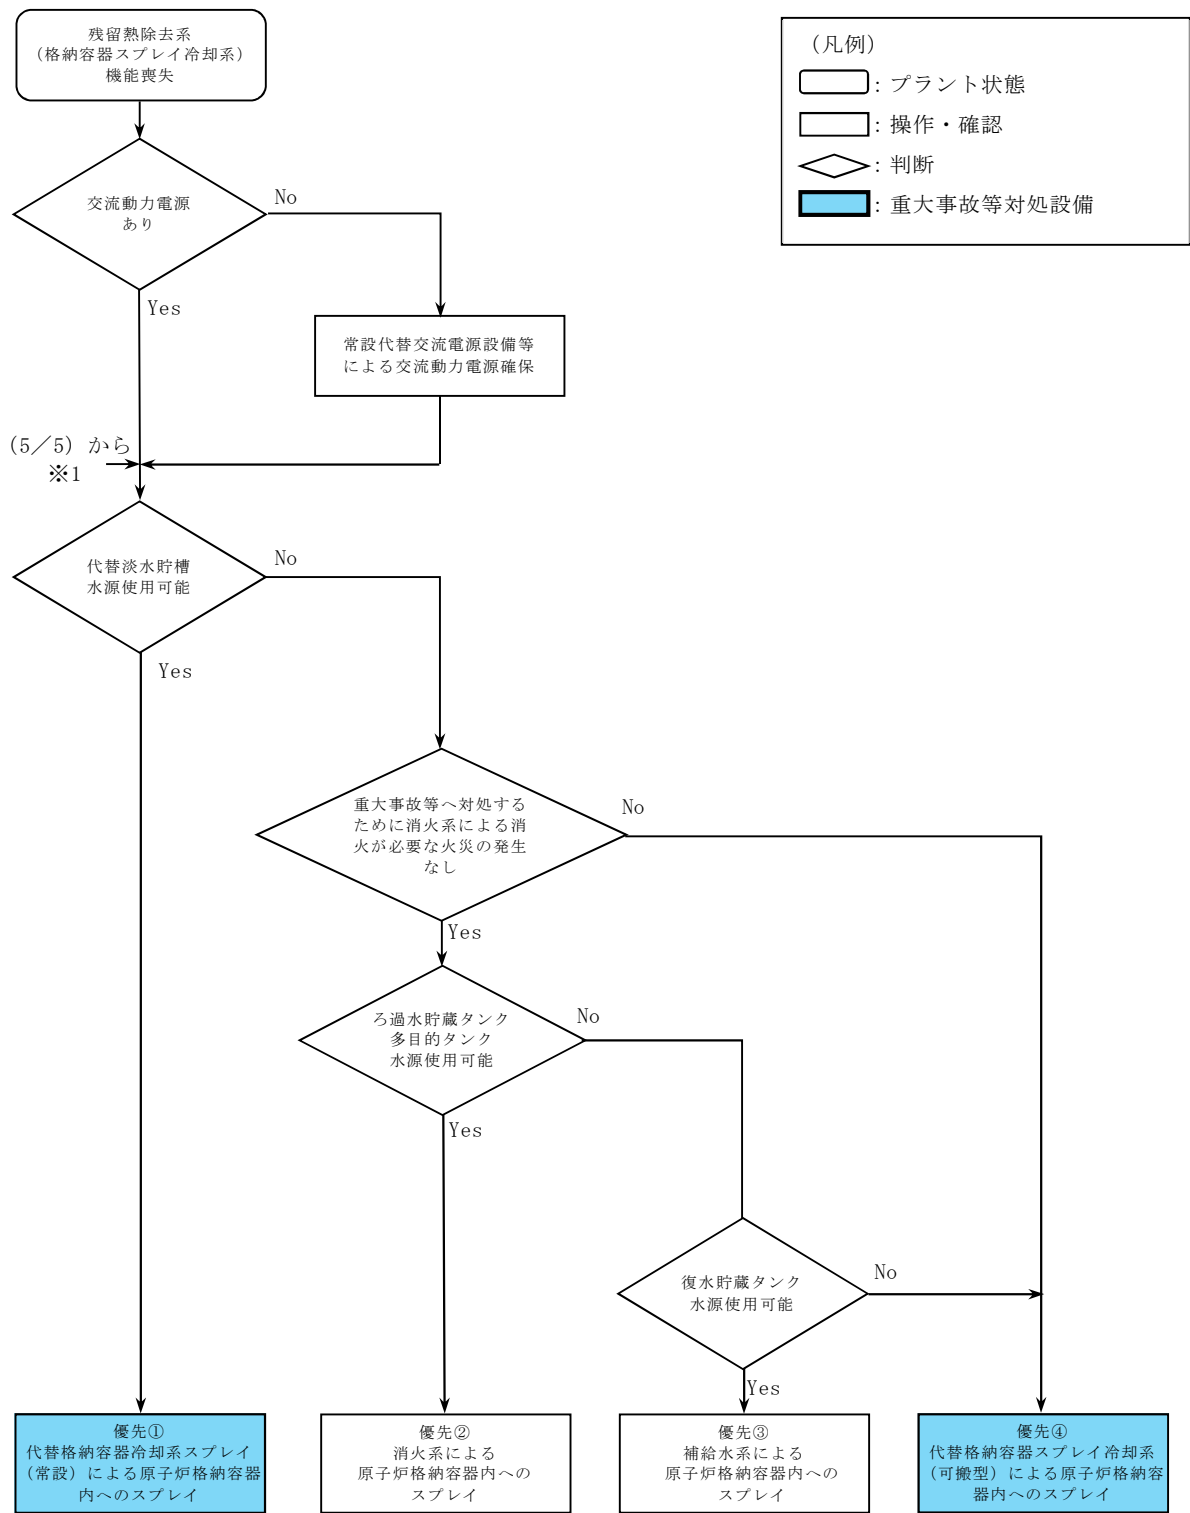 残留熱除去系
（格納容器スプレイ冷却系）
機能喪失
（凡例）
：プラント状態
：操作・確認
：判断
：重大事故等対処設備
交流動力電源
あり
No
Yes
常設代替交流電源設備等
による交流動力電源確保
（5／5）から
※1
代替淡水貯槽
水源使用可能
No
Yes
重大事故等へ対処する
ために消火系による消
火が必要な火災の発生
なし
No
Yes
ろ過水貯蔵タンク
多目的タンク
水源使用可能
No
Yes
復水貯蔵タンク
水源使用可能
No
Yes
優先①
代替格納容器冷却系スプレイ
（常設）による原子炉格納容器
内へのスプレイ
優先②
消火系による
原子炉格納容器内への
スプレイ
優先③
補給水系による
原子炉格納容器内への
スプレイ
優先④
代替格納容器スプレイ冷却系
（可搬型）による原子炉格納容
器内へのスプレイ